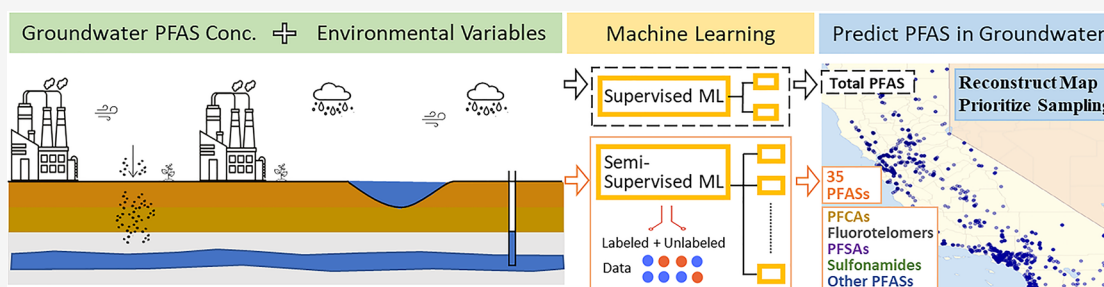 Groundwater PFAS Conc. + Environmental Variables
Machine Learning
Predict PFAS in Groundwater
Supervised ML
Total PFAS
Reconstruct Map
Prioritize Sampling
Semi-
Supervised ML
Labeled + Unlabeled
Data
35
PFASs
PFCAs
Fluorotelomers
PFSAs
Sulfonamides
Other PFASs